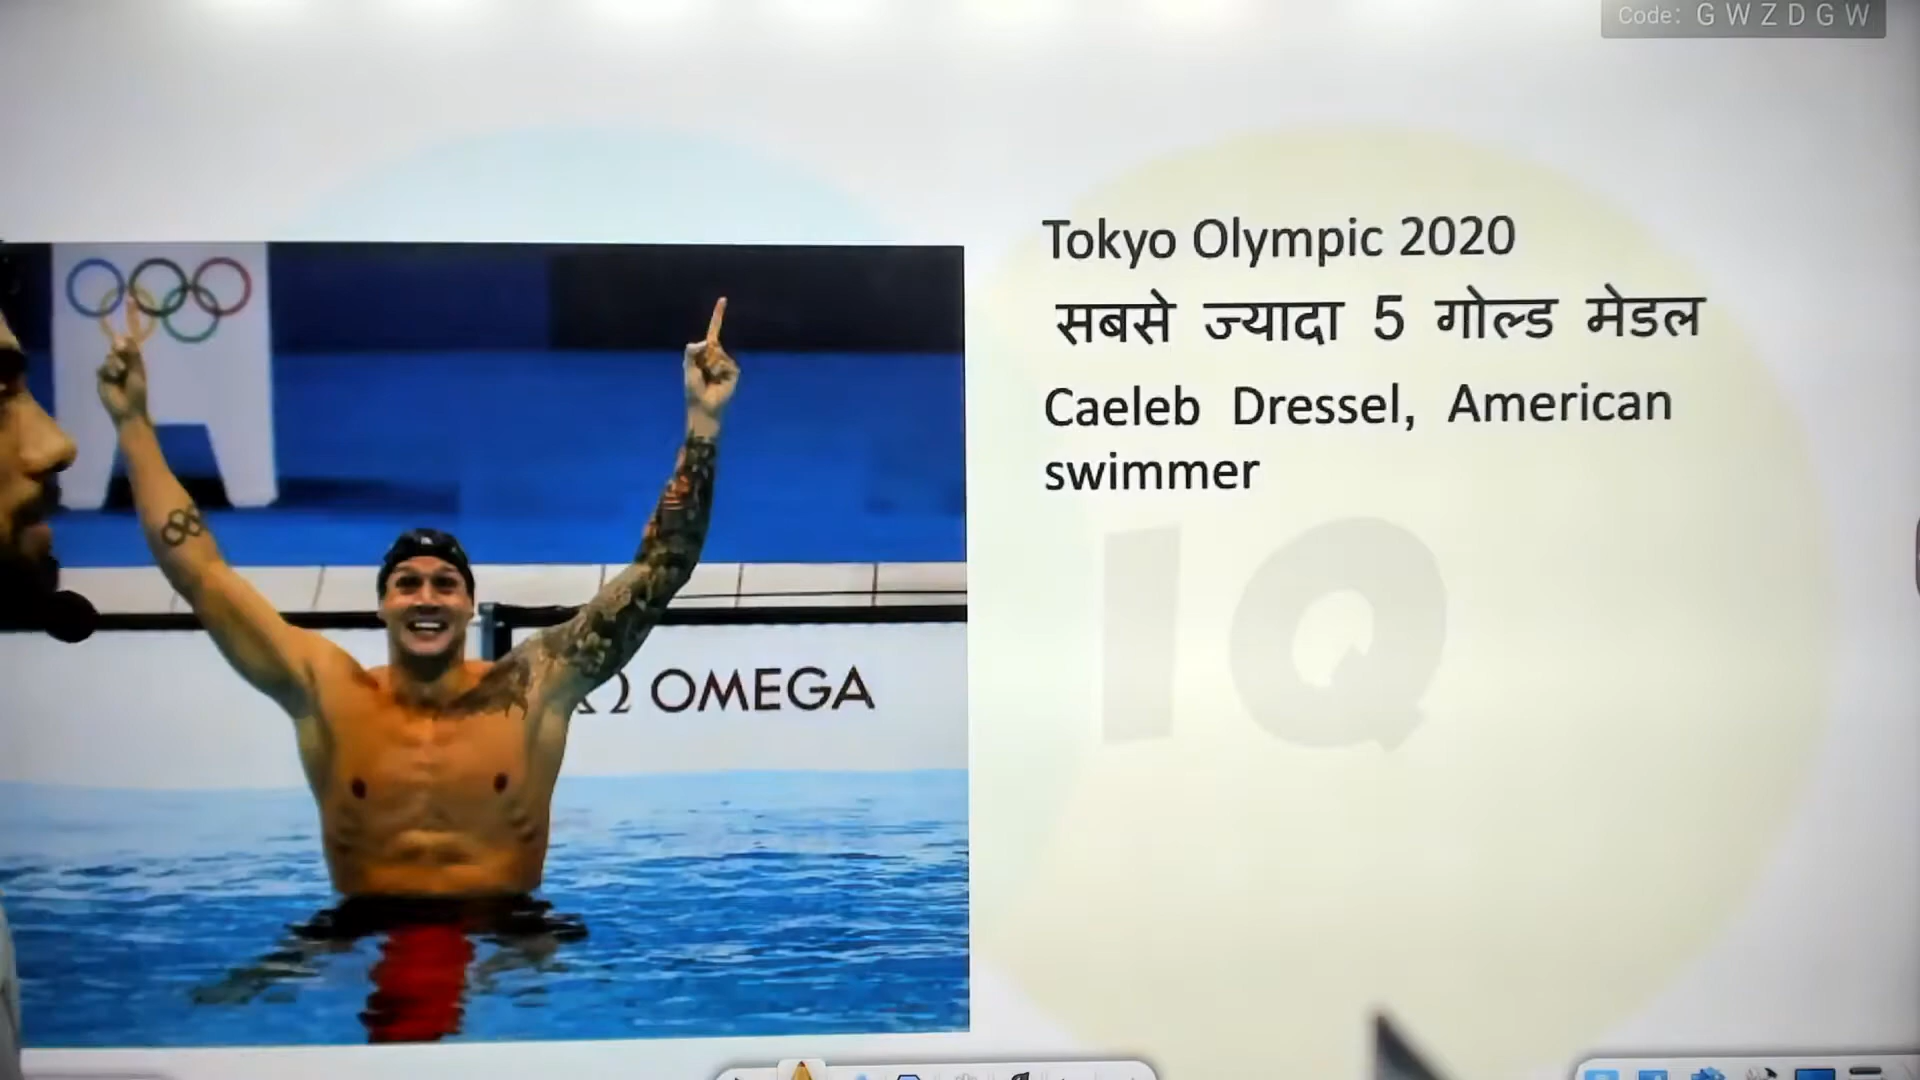 Code: G W Z D G W
Tokyo Olympic 2020
सबसे ज्यादा 5 गोल्ड मेडल
Caeleb Dressel, American
swimmer
IQ
Ω OMEGA